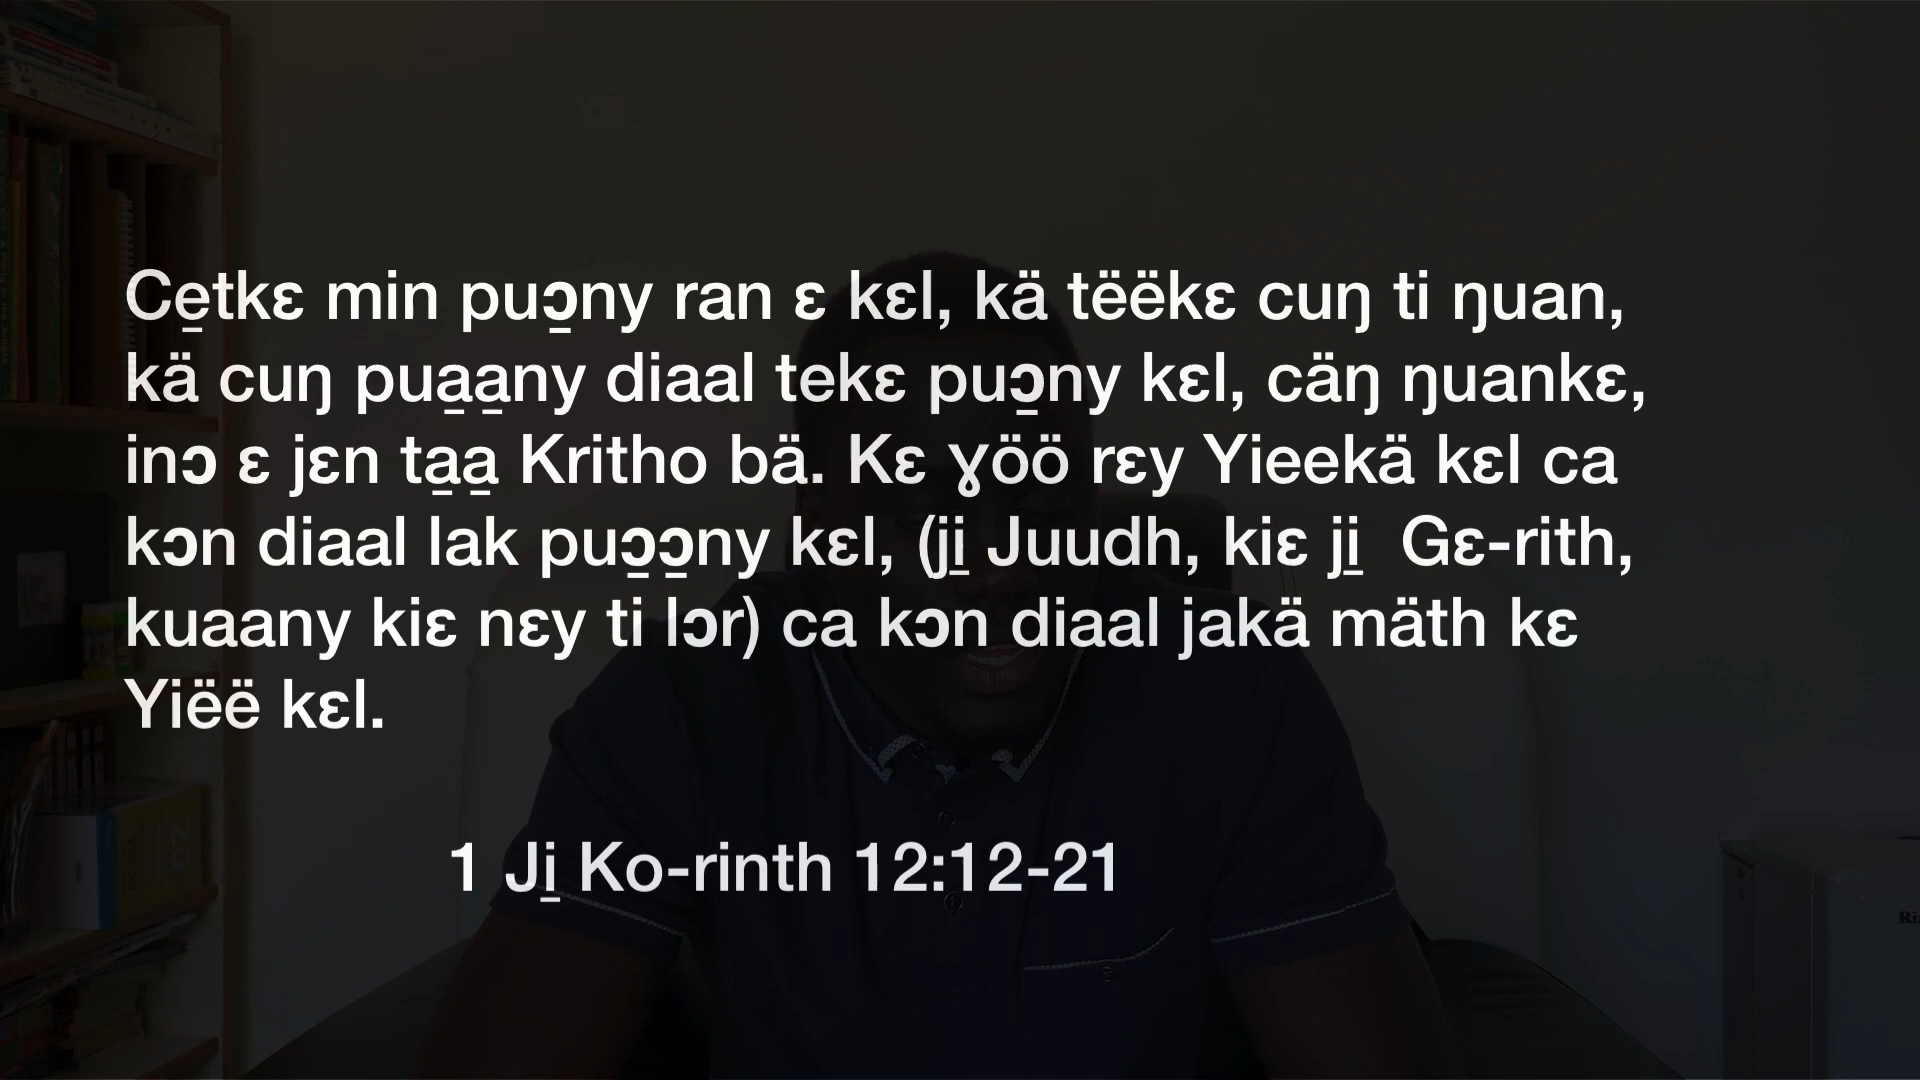 Ce̱tkɛ min puɔ̱ny ran ɛ kɛl, kä tëëkɛ cuŋ ti ŋuan,
kä cuŋ pua̱a̱ny diaal tekɛ puɔ̱ny kɛl, cäŋ ŋuankɛ,
inɔ ɛ jɛn ta̱a̱ Kritho bä. Kɛ ɣöö rɛy Yieekä kɛl ca
kɔn diaal lak puɔ̱ɔ̱ny kɛl, (ji̱ Juudh, kiɛ ji̱ Gɛ-rith,
kuaany kiɛ nɛy ti lɔr) ca kɔn diaal jakä mäth kɛ
Yiëë kɛl.
1 Ji̱ Ko-rinth 12:12-21